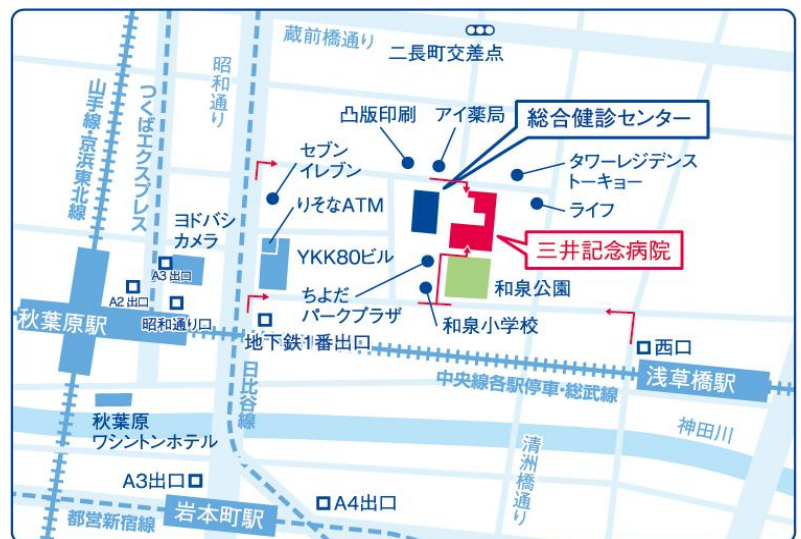 蔵前橋通り
二長町交差点
昭和通り
つくばエクスプレス
山手線・京浜東北線
凸版印刷
アイ薬局
総合健診センター
セブン
イレブン
タワーレジデンス
トーキョー
りそなATM
ライフ
ヨドバシ
カメラ
YKK80ビル
三井記念病院
A3出口
A2出口
ちよだ
パークプラザ
和泉公園
和泉小学校
秋葉原駅
昭和通り口
地下鉄1番出口
西口
浅草橋駅
中央線各駅停車・総武線
日比谷線
秋葉原
ワシントンホテル
神田川
清洲橋通り
A3出口
A4出口
岩本町駅
都営新宿線